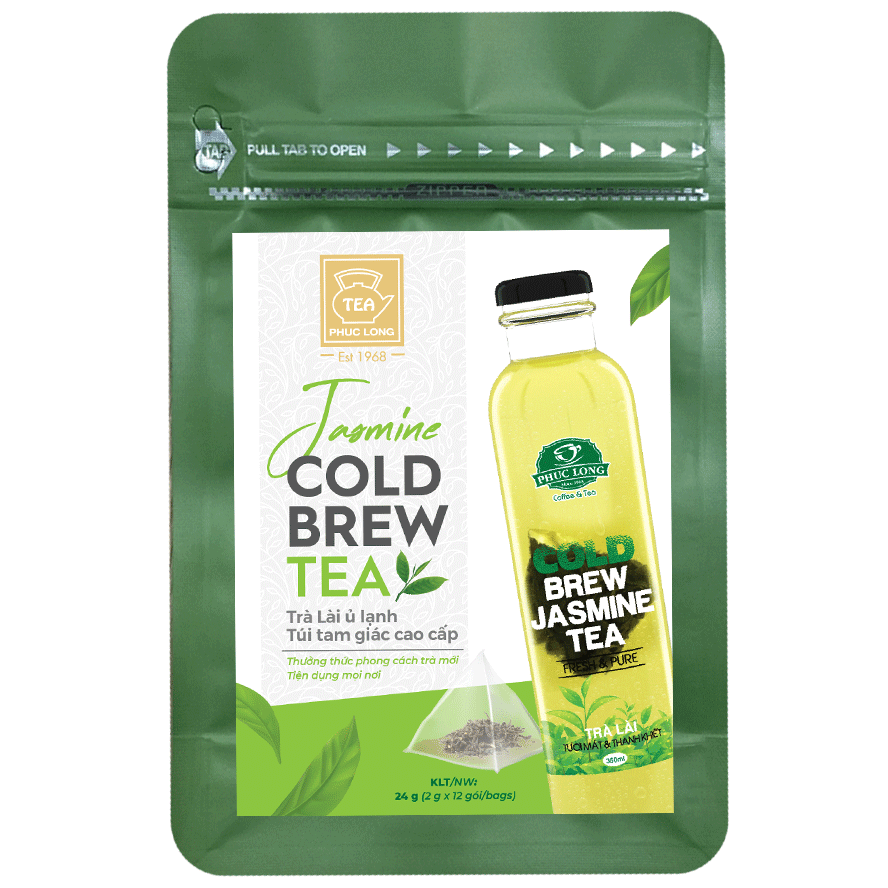 TAB
PULL TAB TO OPEN
ZIPPER
TEA
PHUC LONG
Est 1968
Jasmine
COLD
BREW
TEA
Trà Lài ủ lạnh
Túi tam giác cao cấp
Thưởng thức phong cách trà mới
Tiện dụng mọi nơi
KLT/NW:
24 g (2 g x 12 gói/bags)
PHUC LONG
Coffee & Tea
COLD
BREW
JASMINE
TEA
FRESH & PURE
TRÀ LÀI
TƯƠI MÁT & THANH KHIẾT
350ml